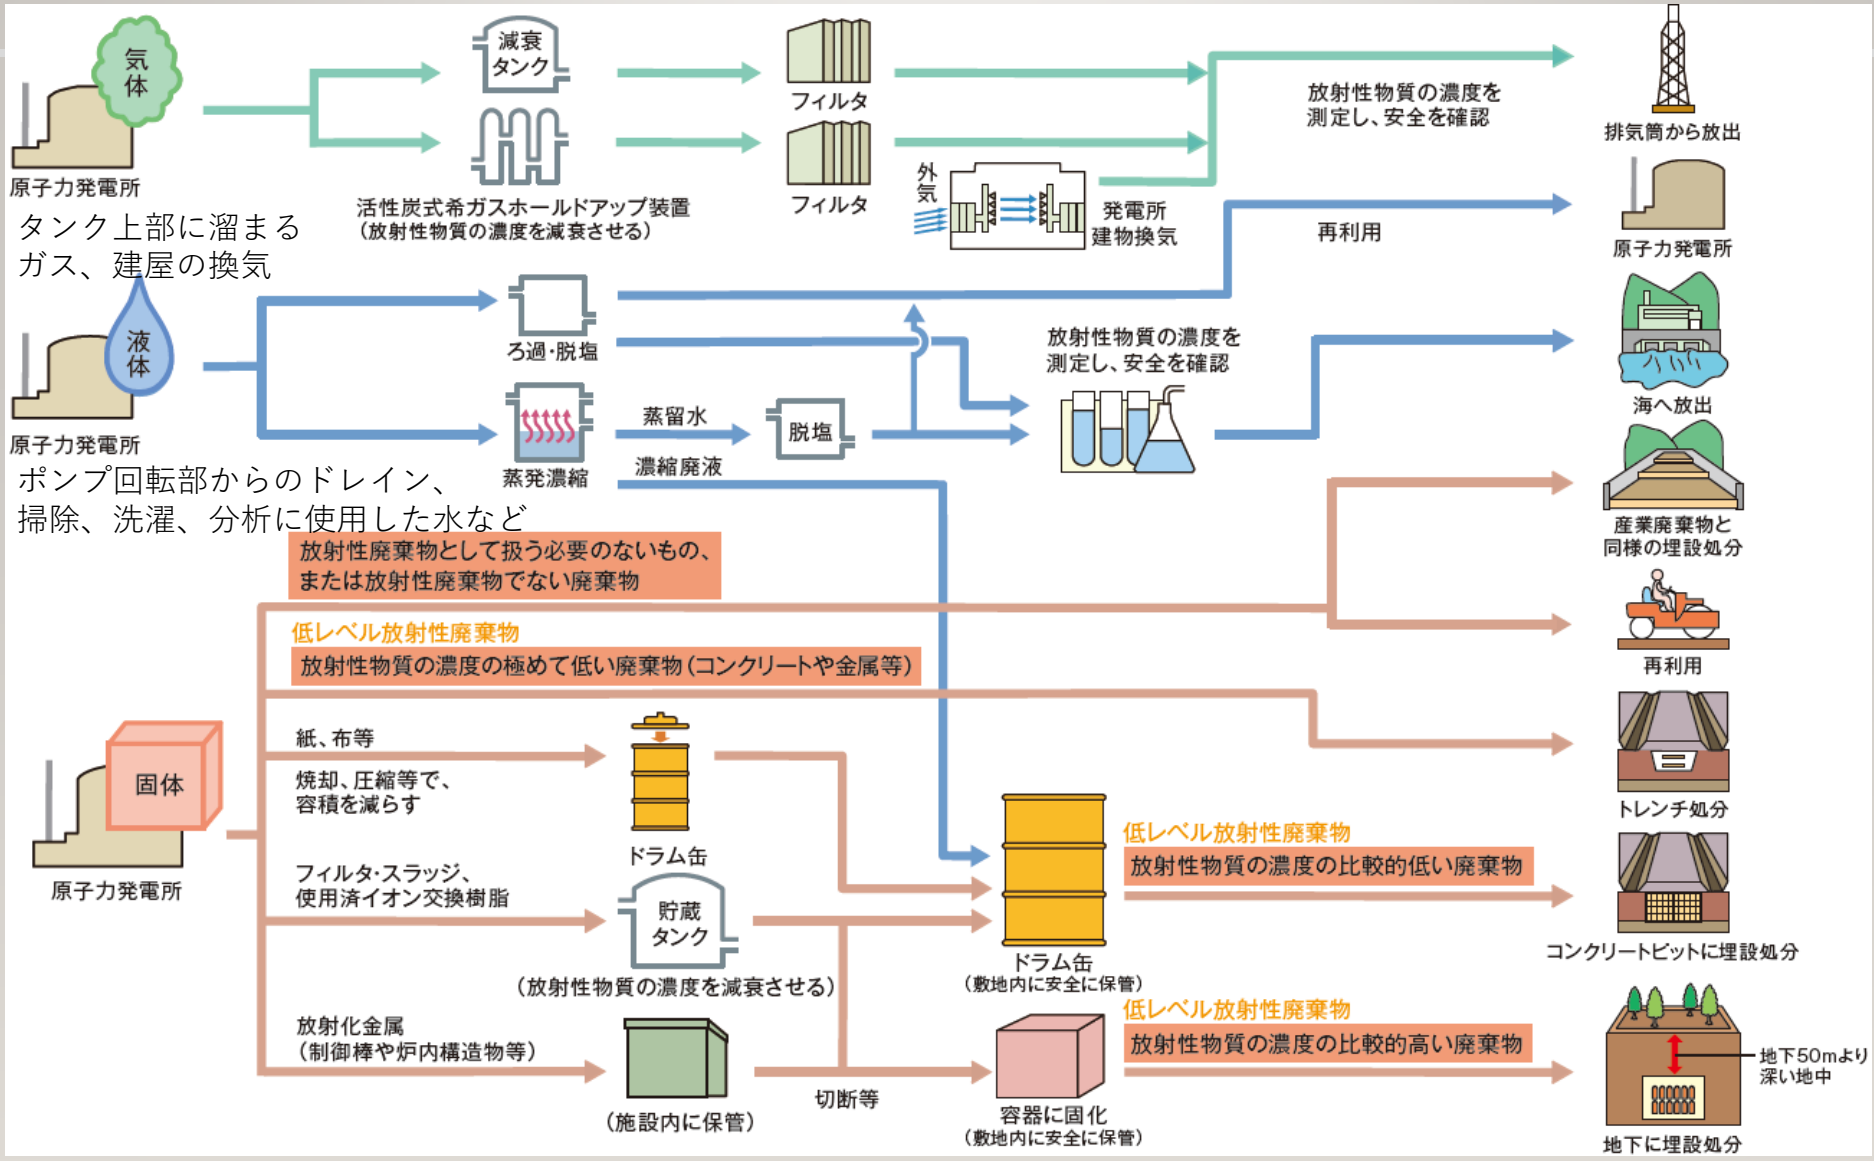 気
体
減衰
タンク
フィルタ
放射性物質の濃度を
測定し、安全を確認
排気筒から放出
原子力発電所
活性炭式希ガスホールドアップ装置
(放射性物質の濃度を減衰させる)
フィルタ
外
気
発電所
建物換気
再利用
原子力発電所
タンク上部に溜まる
ガス、建屋の換気
液
体
ろ過・脱塩
放射性物質の濃度を
測定し、安全を確認
海へ放出
原子力発電所
蒸留水
脱塩
蒸発濃縮
濃縮廃液
ポンプ回転部からのドレイン、
掃除、洗濯、分析に使用した水など
産業廃棄物と
同様の埋設処分
放射性廃棄物として扱う必要のないもの、
または放射性廃棄物でない廃棄物
再利用
低レベル放射性廃棄物
放射性物質の濃度の極めて低い廃棄物(コンクリートや金属等)
トレンチ処分
固体
原子力発電所
紙、布等
焼却、圧縮等で、
容積を減らす
ドラム缶
フィルタ・スラッジ、
使用済イオン交換樹脂
貯蔵
タンク
(放射性物質の濃度を減衰させる)
ドラム缶
(敷地内に安全に保管)
低レベル放射性廃棄物
放射性物質の濃度の比較的低い廃棄物
コンクリートピットに埋設処分
放射化金属
(制御棒や炉内構造物等)
(施設内に保管)
切断等
容器に固化
(敷地内に安全に保管)
低レベル放射性廃棄物
放射性物質の濃度の比較的高い廃棄物
地下50mより
深い地中
地下に埋設処分